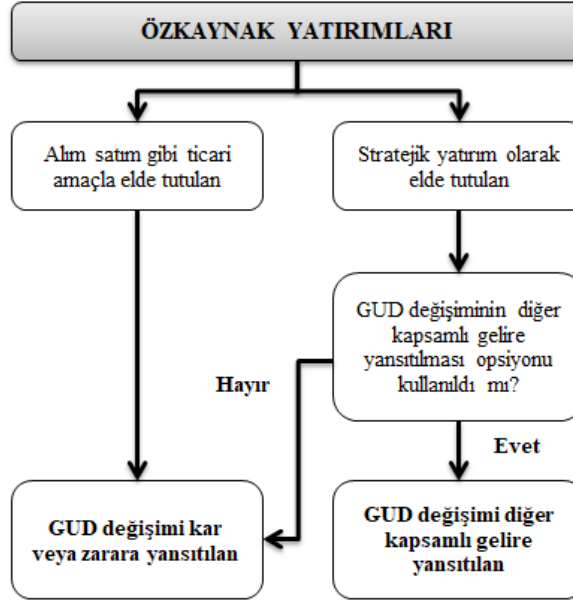 ÖZKAYNAK YATIRIMLARI
Alım satım gibi ticari
amaçla elde tutulan
Stratejik yatırım olarak
elde tutulan
GUD değişiminin diğer
kapsamlı gelire
yansıtılması opsiyonu
kullanıldı mı?
Hayır
Evet
GUD değişimi kar
veya zarara yansıtılan
GUD değişimi diğer
kapsamlı gelire
yansıtılan